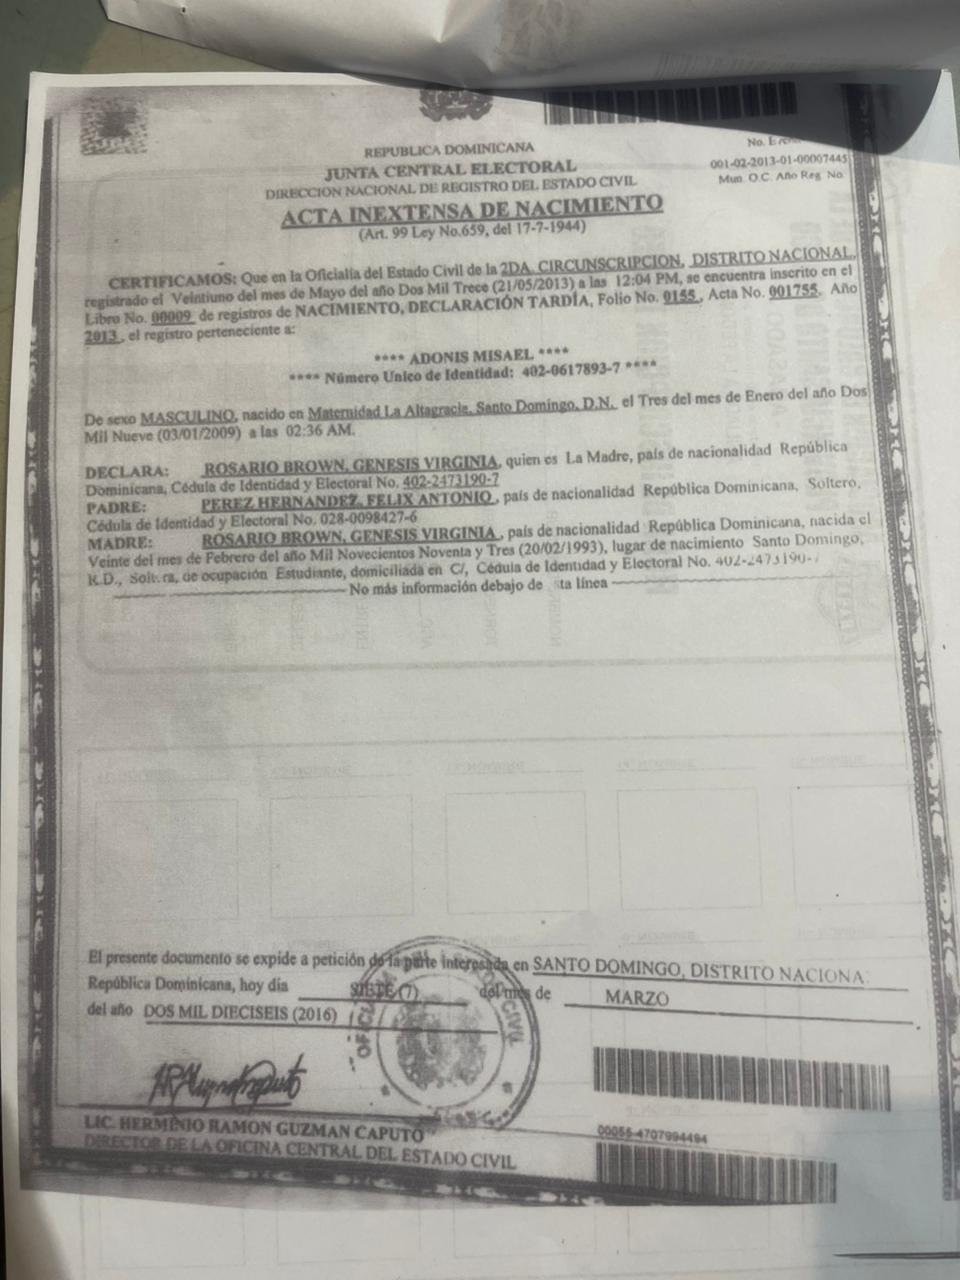 REPUBLICA DOMINICANA
JUNTA CENTRAL ELECTORAL
DIRECCION NACIONAL DE REGISTRO DEL ESTADO CIVIL
ACTA INEXTENSA DE NACIMIENTO
(Art. 99 Ley No.659, del 17-7-1944)
No.
001-02-2013-01-00007445
Mun. O.C. Año Reg. No.
CERTIFICAMOS: Que en la Oficialía del Estado Civil de la 2DA. CIRCUNSCRIPCION, DISTRITO NACIONAL,
registrado el Veintiuno del mes de Mayo del año Dos Mil Trece (21/05/2013) a las 12:04 PM, se encuentra inscrito en el
Libro No. 00009 de registros de NACIMIENTO, DECLARACIÓN TARDÍA, Folio No. 0155, Acta No. 001755, Año
2013, el registro perteneciente a:
**** ADONIS MISAEL ****
**** Número Unico de Identidad: 402-0617893-7 ****
De sexo MASCULINO, nacido en Maternidad La Altagracia, Santo Domingo, D.N. el Tres del mes de Enero del año Dos
Mil Nueve (03/01/2009) a las 02:36 AM.
DECLARA: ROSARIO BROWN, GENESIS VIRGINIA, quien es La Madre, país de nacionalidad República
Dominicana, Cédula de Identidad y Electoral No. 402-2473190-7
PADRE: PEREZ HERNANDEZ, FELIX ANTONIO, país de nacionalidad República Dominicana, Soltero,
Cédula de Identidad y Electoral No. 028-0098427-6
MADRE: ROSARIO BROWN, GENESIS VIRGINIA, país de nacionalidad República Dominicana, nacida el
Veinte del mes de Febrero del año Mil Novecientos Noventa y Tres (20/02/1993), lugar de nacimiento Santo Domingo,
R.D., Soltera, de ocupación Estudiante, domiciliada en C/, Cédula de Identidad y Electoral No. 402-2473190-7
No más información debajo de esta línea
El presente documento se expide a petición de la parte interesada en SANTO DOMINGO, DISTRITO NACIONAL
República Dominicana, hoy día SIETE (7) del mes de MARZO
del año DOS MIL DIECISEIS (2016)
LIC. HERMINIO RAMON GUZMAN CAPUTO
DIRECTOR DE LA OFICINA CENTRAL DEL ESTADO CIVIL
00055-4707994494